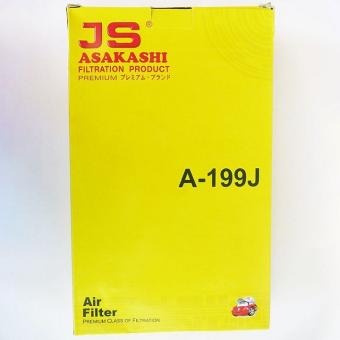 JS
ASAKASHI
FILTRATION PRODUCT
PREMIUM プレミアム・ブランド
A-199J
Air
Filter
PREMIUM CLASS OF FILTRATION